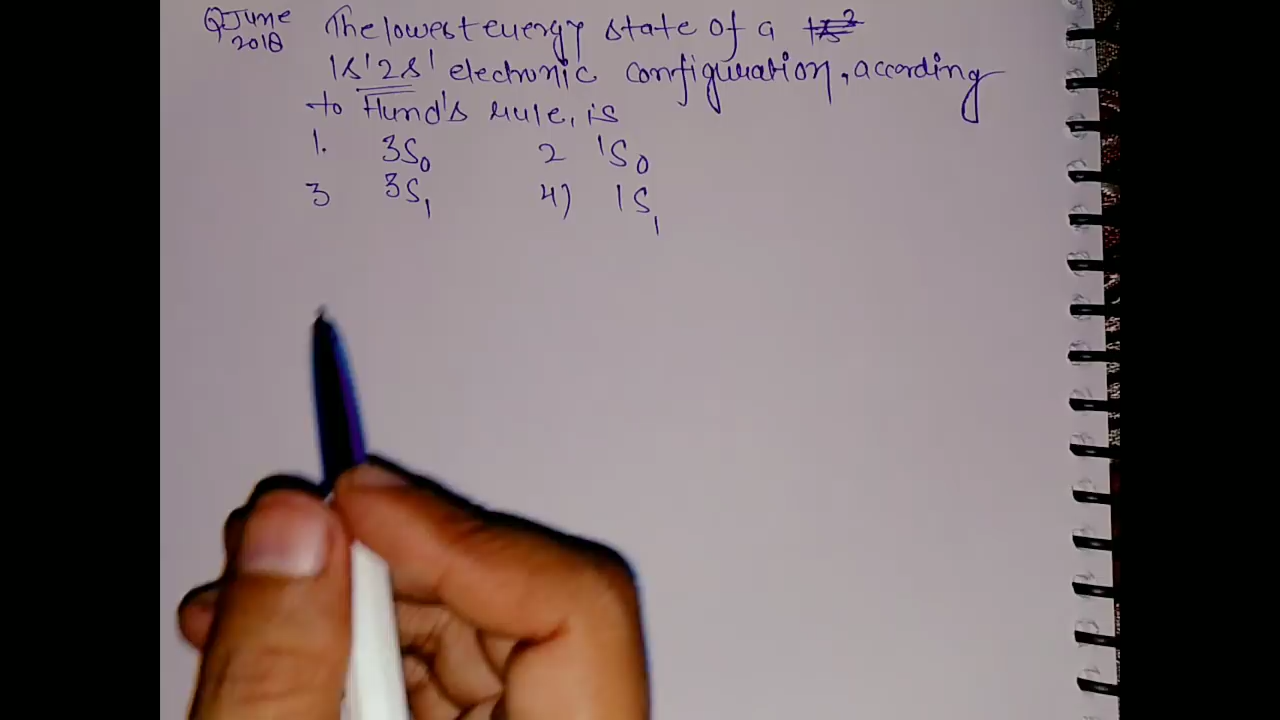 Q June The lowest energy state of a
2018 1s¹2s¹ electronic configuration, according
to Hund's rule, is
1. 3S₀ 2 ¹S₀
3 3S₁ 4) 1S₁